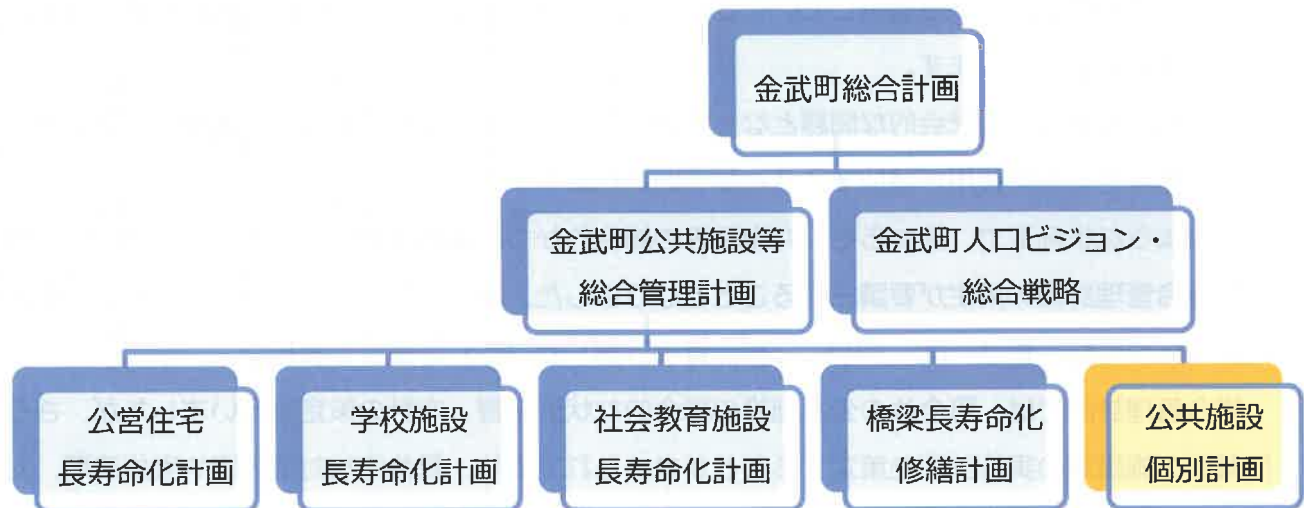 金武町総合計画
金武町公共施設等
総合管理計画
金武町人口ビジョン・
総合戦略
公営住宅
長寿命化計画
学校施設
長寿命化計画
社会教育施設
長寿命化計画
橋梁長寿命化
修繕計画
公共施設
個別計画